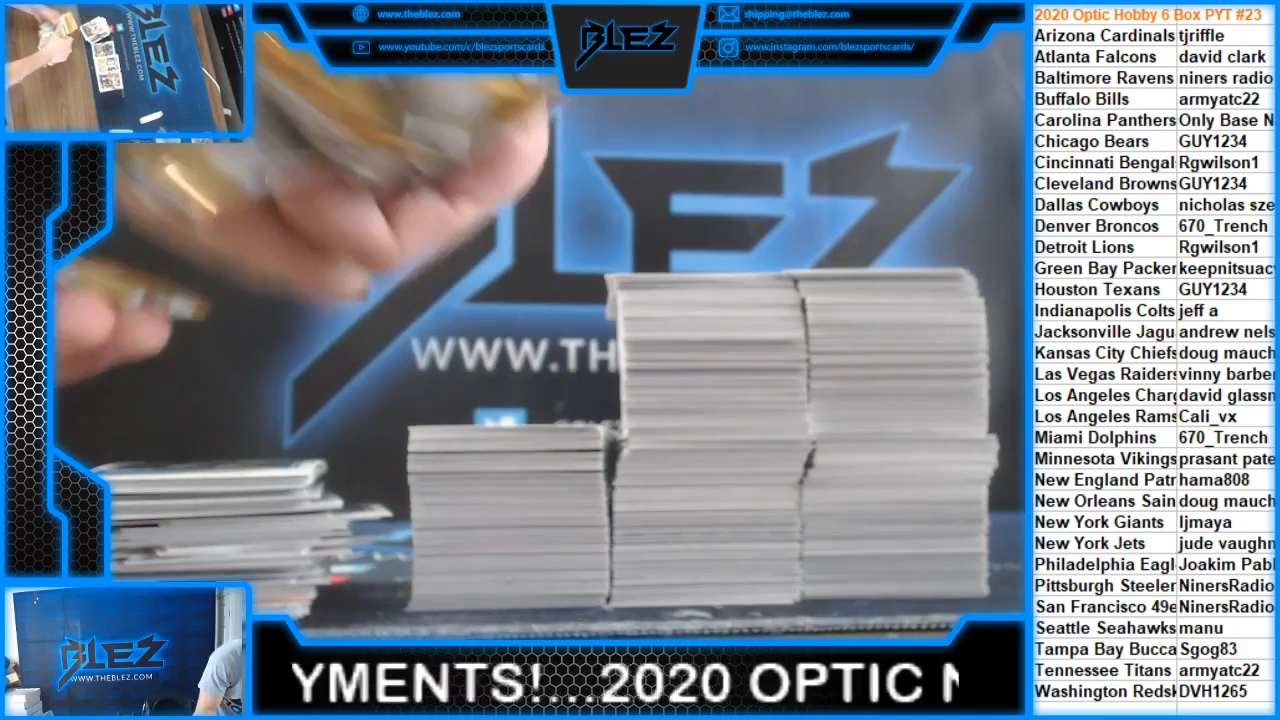 www.theblez.com
shipping@theblez.com
www.youtube.com/c/blezsportscards/
www.instagram.com/blezsportscards/
BLEZ
BLEZ
WWW.TH
BLEZ
WWW.THEBLEZ.COM
YMENTS!...2020 OPTIC
2020 Optic Hobby 6 Box PYT #23
Arizona Cardinals tjriffle
Atlanta Falcons david clark
Baltimore Ravens niners radio
Buffalo Bills armyatc22
Carolina Panthers Only Base N
Chicago Bears GUY1234
Cincinnati Bengal Rgwilson1
Cleveland Browns GUY1234
Dallas Cowboys nicholas sze
Denver Broncos 670_Trench
Detroit Lions Rgwilson1
Green Bay Packer keepnitsuac
Houston Texans GUY1234
Indianapolis Colts jeff a
Jacksonville Jagu andrew nels
Kansas City Chiefs doug mauch
Las Vegas Raiders vinny barber
Los Angeles Charg david glassn
Los Angeles Rams Cali_vx
Miami Dolphins 670_Trench
Minnesota Vikings prasant pate
New England Patr hama808
New Orleans Sain doug mauch
New York Giants ljmaya
New York Jets jude vaughn
Philadelphia Eagl Joakim Pabl
Pittsburgh Steeler NinersRadio
San Francisco 49e NinersRadio
Seattle Seahawks manu
Tampa Bay Bucca Sgog83
Tennessee Titans armyatc22
Washington Redsk DVH1265